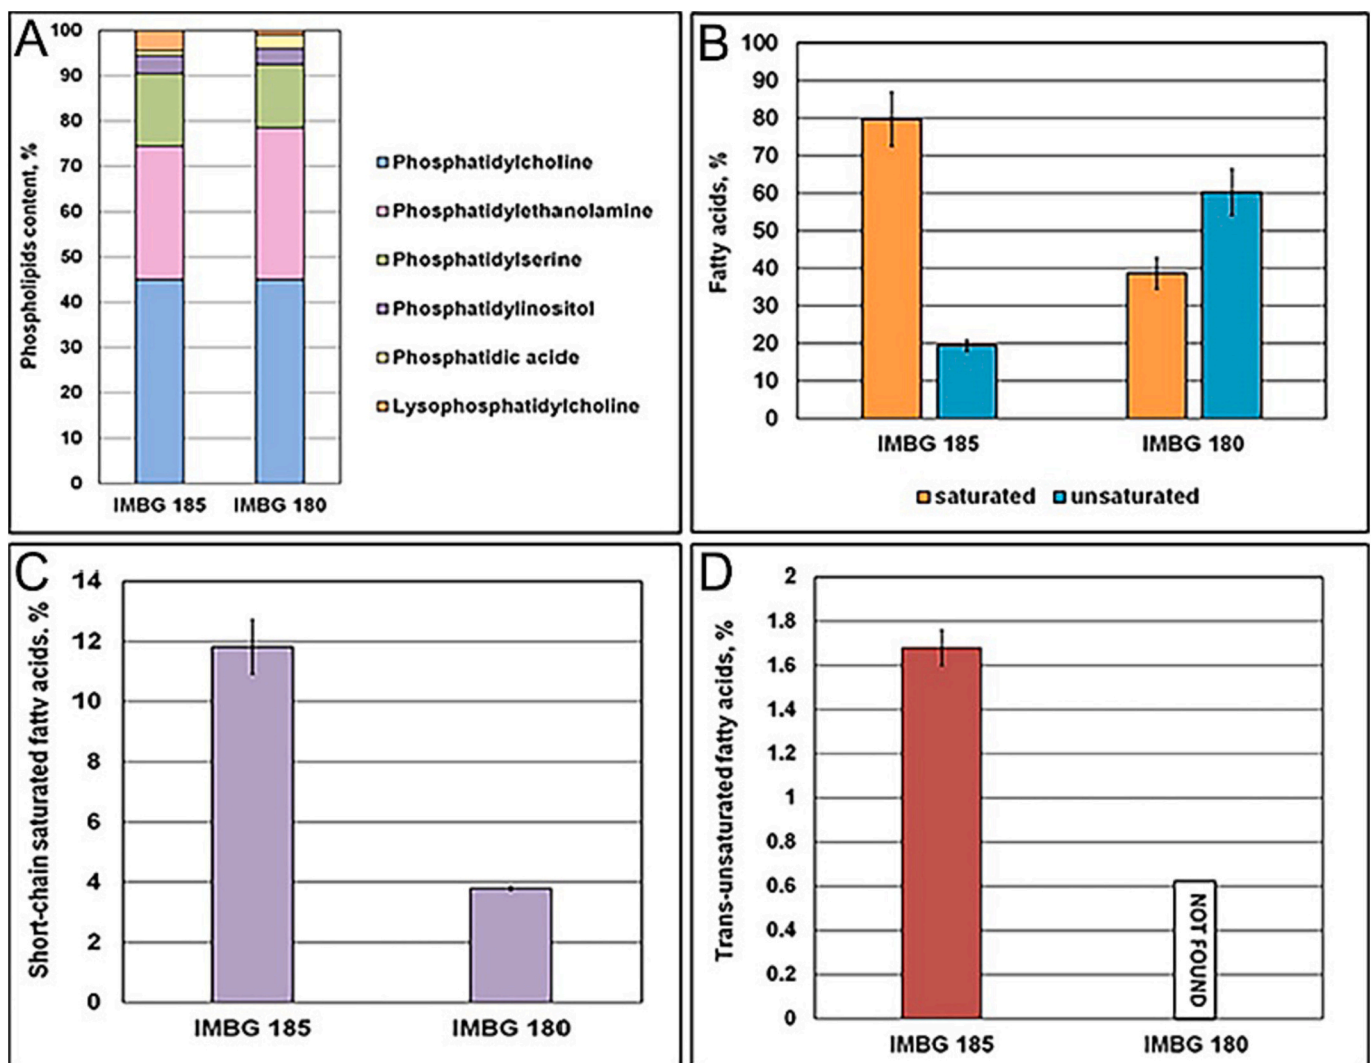 A
Phospholipids content, %
100
90
80
70
60
50
40
30
20
10
0
IMBG 185
IMBG 180
Phosphatidylcholine
Phosphatidylethanolamine
Phosphatidylserine
Phosphatidylinositol
Phosphatidic acide
Lysophosphatidylcholine
B
Fatty acids, %
100
90
80
70
60
50
40
30
20
10
0
IMBG 185
IMBG 180
saturated
unsaturated
C
Short-chain saturated fatty acids. %
14
12
10
8
6
4
2
0
IMBG 185
IMBG 180
D
Trans-unsaturated fatty acids, %
2
1.8
1.6
1.4
1.2
1
0.8
0.6
0.4
0.2
0
NOT FOUND
IMBG 185
IMBG 180